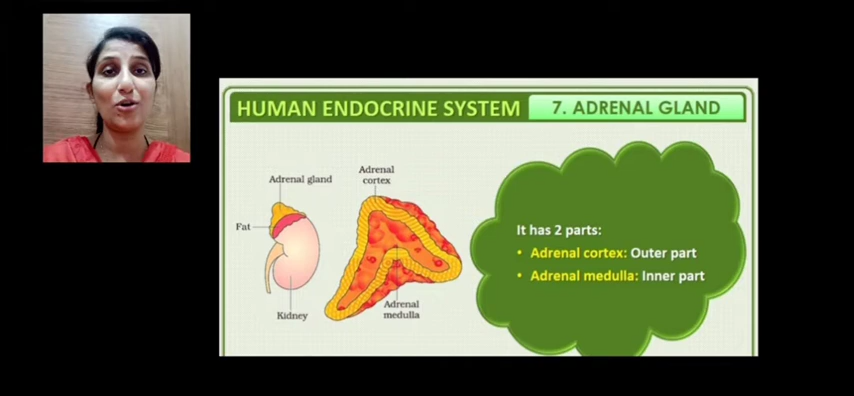 HUMAN ENDOCRINE SYSTEM
7. ADRENAL GLAND
Adrenal gland
Adrenal
cortex
Fat
Kidney
Adrenal
medulla
It has 2 parts:
• Adrenal cortex: Outer part
• Adrenal medulla: Inner part